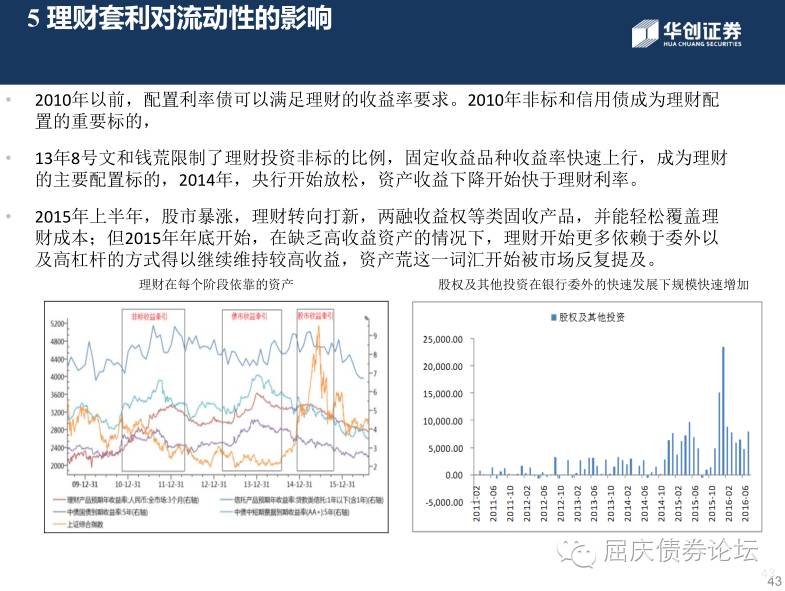 5 理财套利对流动性的影响
华创证券
HUA CHUANG SECURITIES
• 2010年以前，配置利率债可以满足理财的收益率要求。2010年非标和信用债成为理财配
置的重要标的，
• 13年8号文和钱荒限制了理财投资非标的比例，固定收益品种收益率快速上行，成为理财
的主要配置标的，2014年，央行开始放松，资产收益下降开始快于理财利率。
• 2015年上半年，股市暴涨，理财转向打新，两融收益权等类固收产品，并能轻松覆盖理
财成本；但2015年年底开始，在缺乏高收益资产的情况下，理财开始更多依赖于委外以
及高杠杆的方式得以继续维持较高收益，资产荒这一词汇开始被市场反复提及。
理财在每个阶段依靠的资产
非标收益牵引 债市收益牵引 股市收益牵引 %
5200
4800
4400
4000
3600
3200
2800
2400
2000
9
8
7
6
5
4
3
2
09-12-31 10-12-31 11-12-31 12-12-31 13-12-31 14-12-31 15-12-31
理财产品预期年收益率:人民币:全市场:3个月(右轴) 信托产品预期年收益率:贷款类信托:1年以下(含1年)(右轴)
中债国债到期收益率:5年(右轴) 中债中短期票据到期收益率(AA+):5年(右轴)
上证综合指数
股权及其他投资在银行委外的快速发展下规模快速增加
股权及其他投资
25,000.00
20,000.00
15,000.00
10,000.00
5,000.00
0.00
-5,000.00
2011-02 2011-06 2011-10 2012-02 2012-06 2012-10 2013-02 2013-06 2013-10 2014-02 2014-06 2014-10 2015-02 2015-06 2015-10 2016-02 2016-06
屈庆债券论坛
43
43